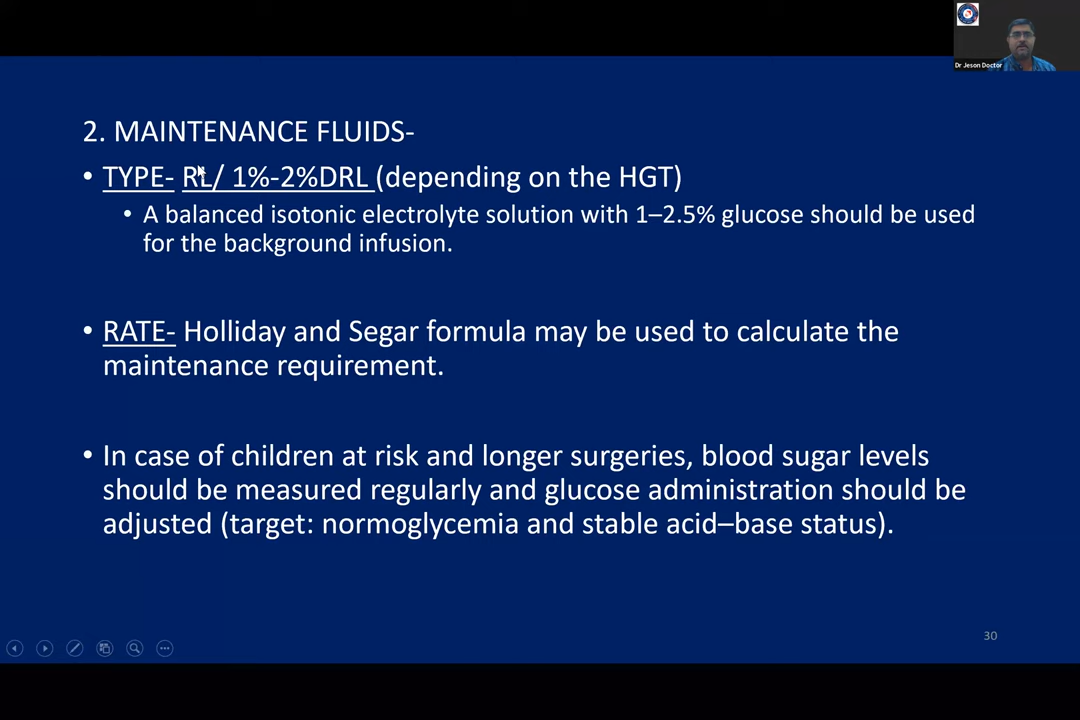 Dr Jeson Doctor
2. MAINTENANCE FLUIDS-
• TYPE- RL/ 1%-2%DRL (depending on the HGT)
• A balanced isotonic electrolyte solution with 1–2.5% glucose should be used
for the background infusion.
• RATE- Holliday and Segar formula may be used to calculate the
maintenance requirement.
• In case of children at risk and longer surgeries, blood sugar levels
should be measured regularly and glucose administration should be
adjusted (target: normoglycemia and stable acid–base status).
30